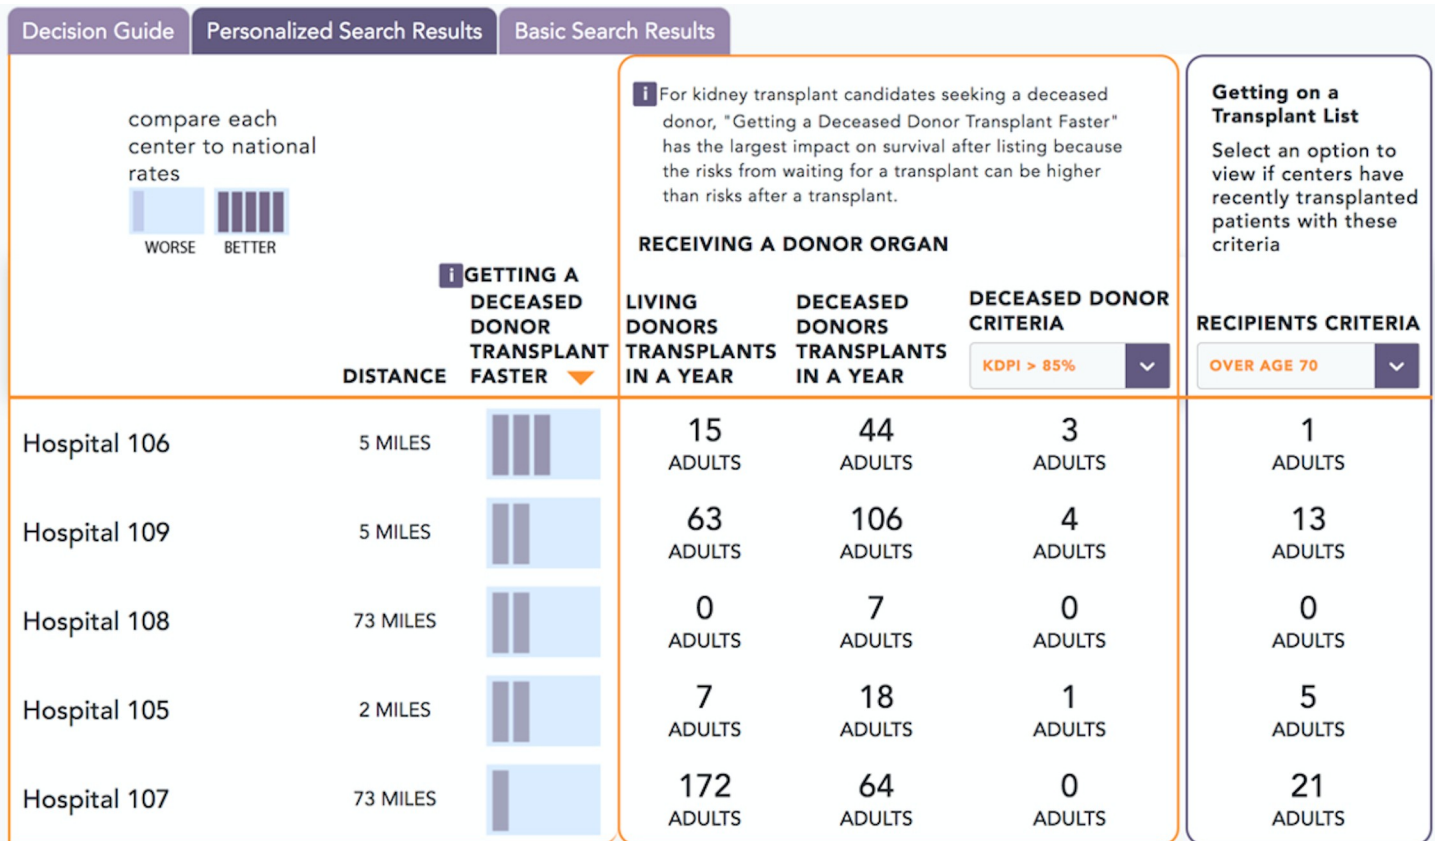 Decision Guide
Personalized Search Results
Basic Search Results
compare each
center to national
rates
WORSE
BETTER
i For kidney transplant candidates seeking a deceased
donor, "Getting a Deceased Donor Transplant Faster"
has the largest impact on survival after listing because
the risks from waiting for a transplant can be higher
than risks after a transplant.
Getting on a
Transplant List
Select an option to
view if centers have
recently transplanted
patients with these
criteria
RECEIVING A DONOR ORGAN
DISTANCE
i GETTING A
DECEASED
DONOR
TRANSPLANT
FASTER
LIVING
DONORS
TRANSPLANTS
IN A YEAR
DECEASED
DONORS
TRANSPLANTS
IN A YEAR
DECEASED DONOR
CRITERIA
KDPI > 85%
RECIPIENTS CRITERIA
OVER AGE 70
Hospital 106
5 MILES
15
ADULTS
44
ADULTS
3
ADULTS
1
ADULTS
Hospital 109
5 MILES
63
ADULTS
106
ADULTS
4
ADULTS
13
ADULTS
Hospital 108
73 MILES
0
ADULTS
7
ADULTS
0
ADULTS
0
ADULTS
Hospital 105
2 MILES
7
ADULTS
18
ADULTS
1
ADULTS
5
ADULTS
Hospital 107
73 MILES
172
ADULTS
64
ADULTS
0
ADULTS
21
ADULTS